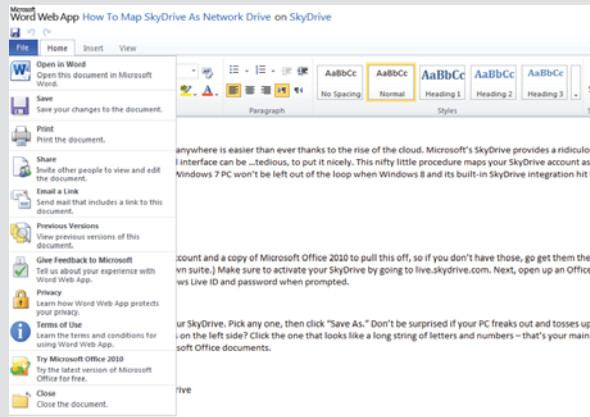 Microsoft
Word Web App How To Map SkyDrive As Network Drive on SkyDrive
File Home Insert View
Open in Word
Open this document in Microsoft
Word.
Save
Save your changes to the document.
Print
Print the document.
Share
Invite other people to view and edit
the document.
Email a Link
Send mail that includes a link to this
document.
Previous Versions
View previous versions of this
document.
Give Feedback to Microsoft
Tell us about your experience with
Word Web App.
Privacy
Learn how Word Web App protects
your privacy.
Terms of Use
Learn the terms and conditions for
using Word Web App.
Try Microsoft Office 2010
Try the latest version of Microsoft
Office for free.
Close
Close the document.
AaBbCc AaBbCc AaBbCc AaBbCc AaBbCc
No Spacing Normal Heading 1 Heading 2 Heading 3
Paragraph Styles
anywhere is easier than ever thanks to the rise of the cloud. Microsoft's SkyDrive provides a ridiculo
interface can be ...tedious, to put it nicely. This nifty little procedure maps your SkyDrive account as
Windows 7 PC won't be left out of the loop when Windows 8 and its built-in SkyDrive integration hit
count and a copy of Microsoft Office 2010 to pull this off, so if you don't have those, go get them the
vn suite.) Make sure to activate your SkyDrive by going to live.skydrive.com. Next, open up an Office
ws Live ID and password when prompted.
ur SkyDrive. Pick any one, then click "Save As." Don't be surprised if your PC freaks out and tosses up
on the left side? Click the one that looks like a long string of letters and numbers – that's your main
soft Office documents.
rive